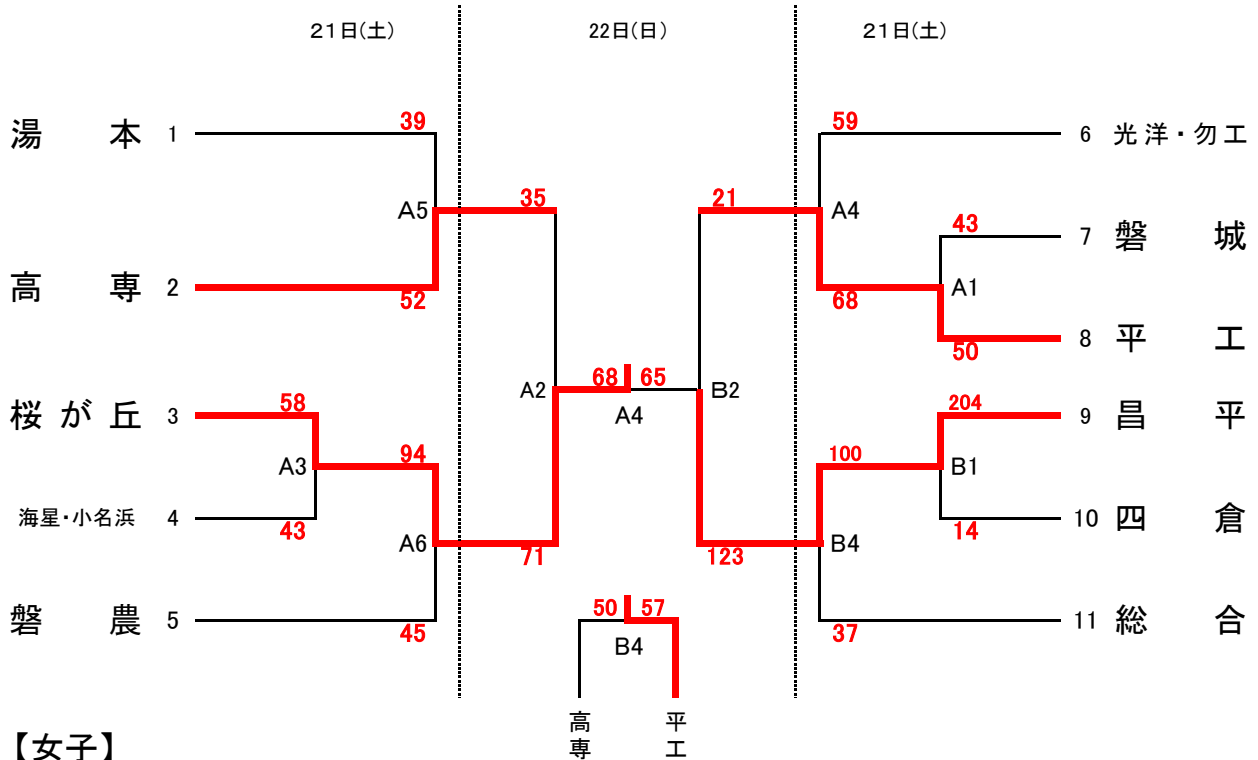 21日(土) 22日(日) 21日(土)
39 59
湯本 1 6 光洋・勿工
35 21
A5 A4 43
7 磐城
高専 2 A1
52 68
8 平工
50
68 65
A2 B2
58 204
桜が丘 3 A4 9 昌平
94 100
A3 B1
海星・小名浜 4 10 四倉
43 14
A6 B4
71 123
50 57
磐農 5 11 総合
45 37
B4
高専 平工
【女子】